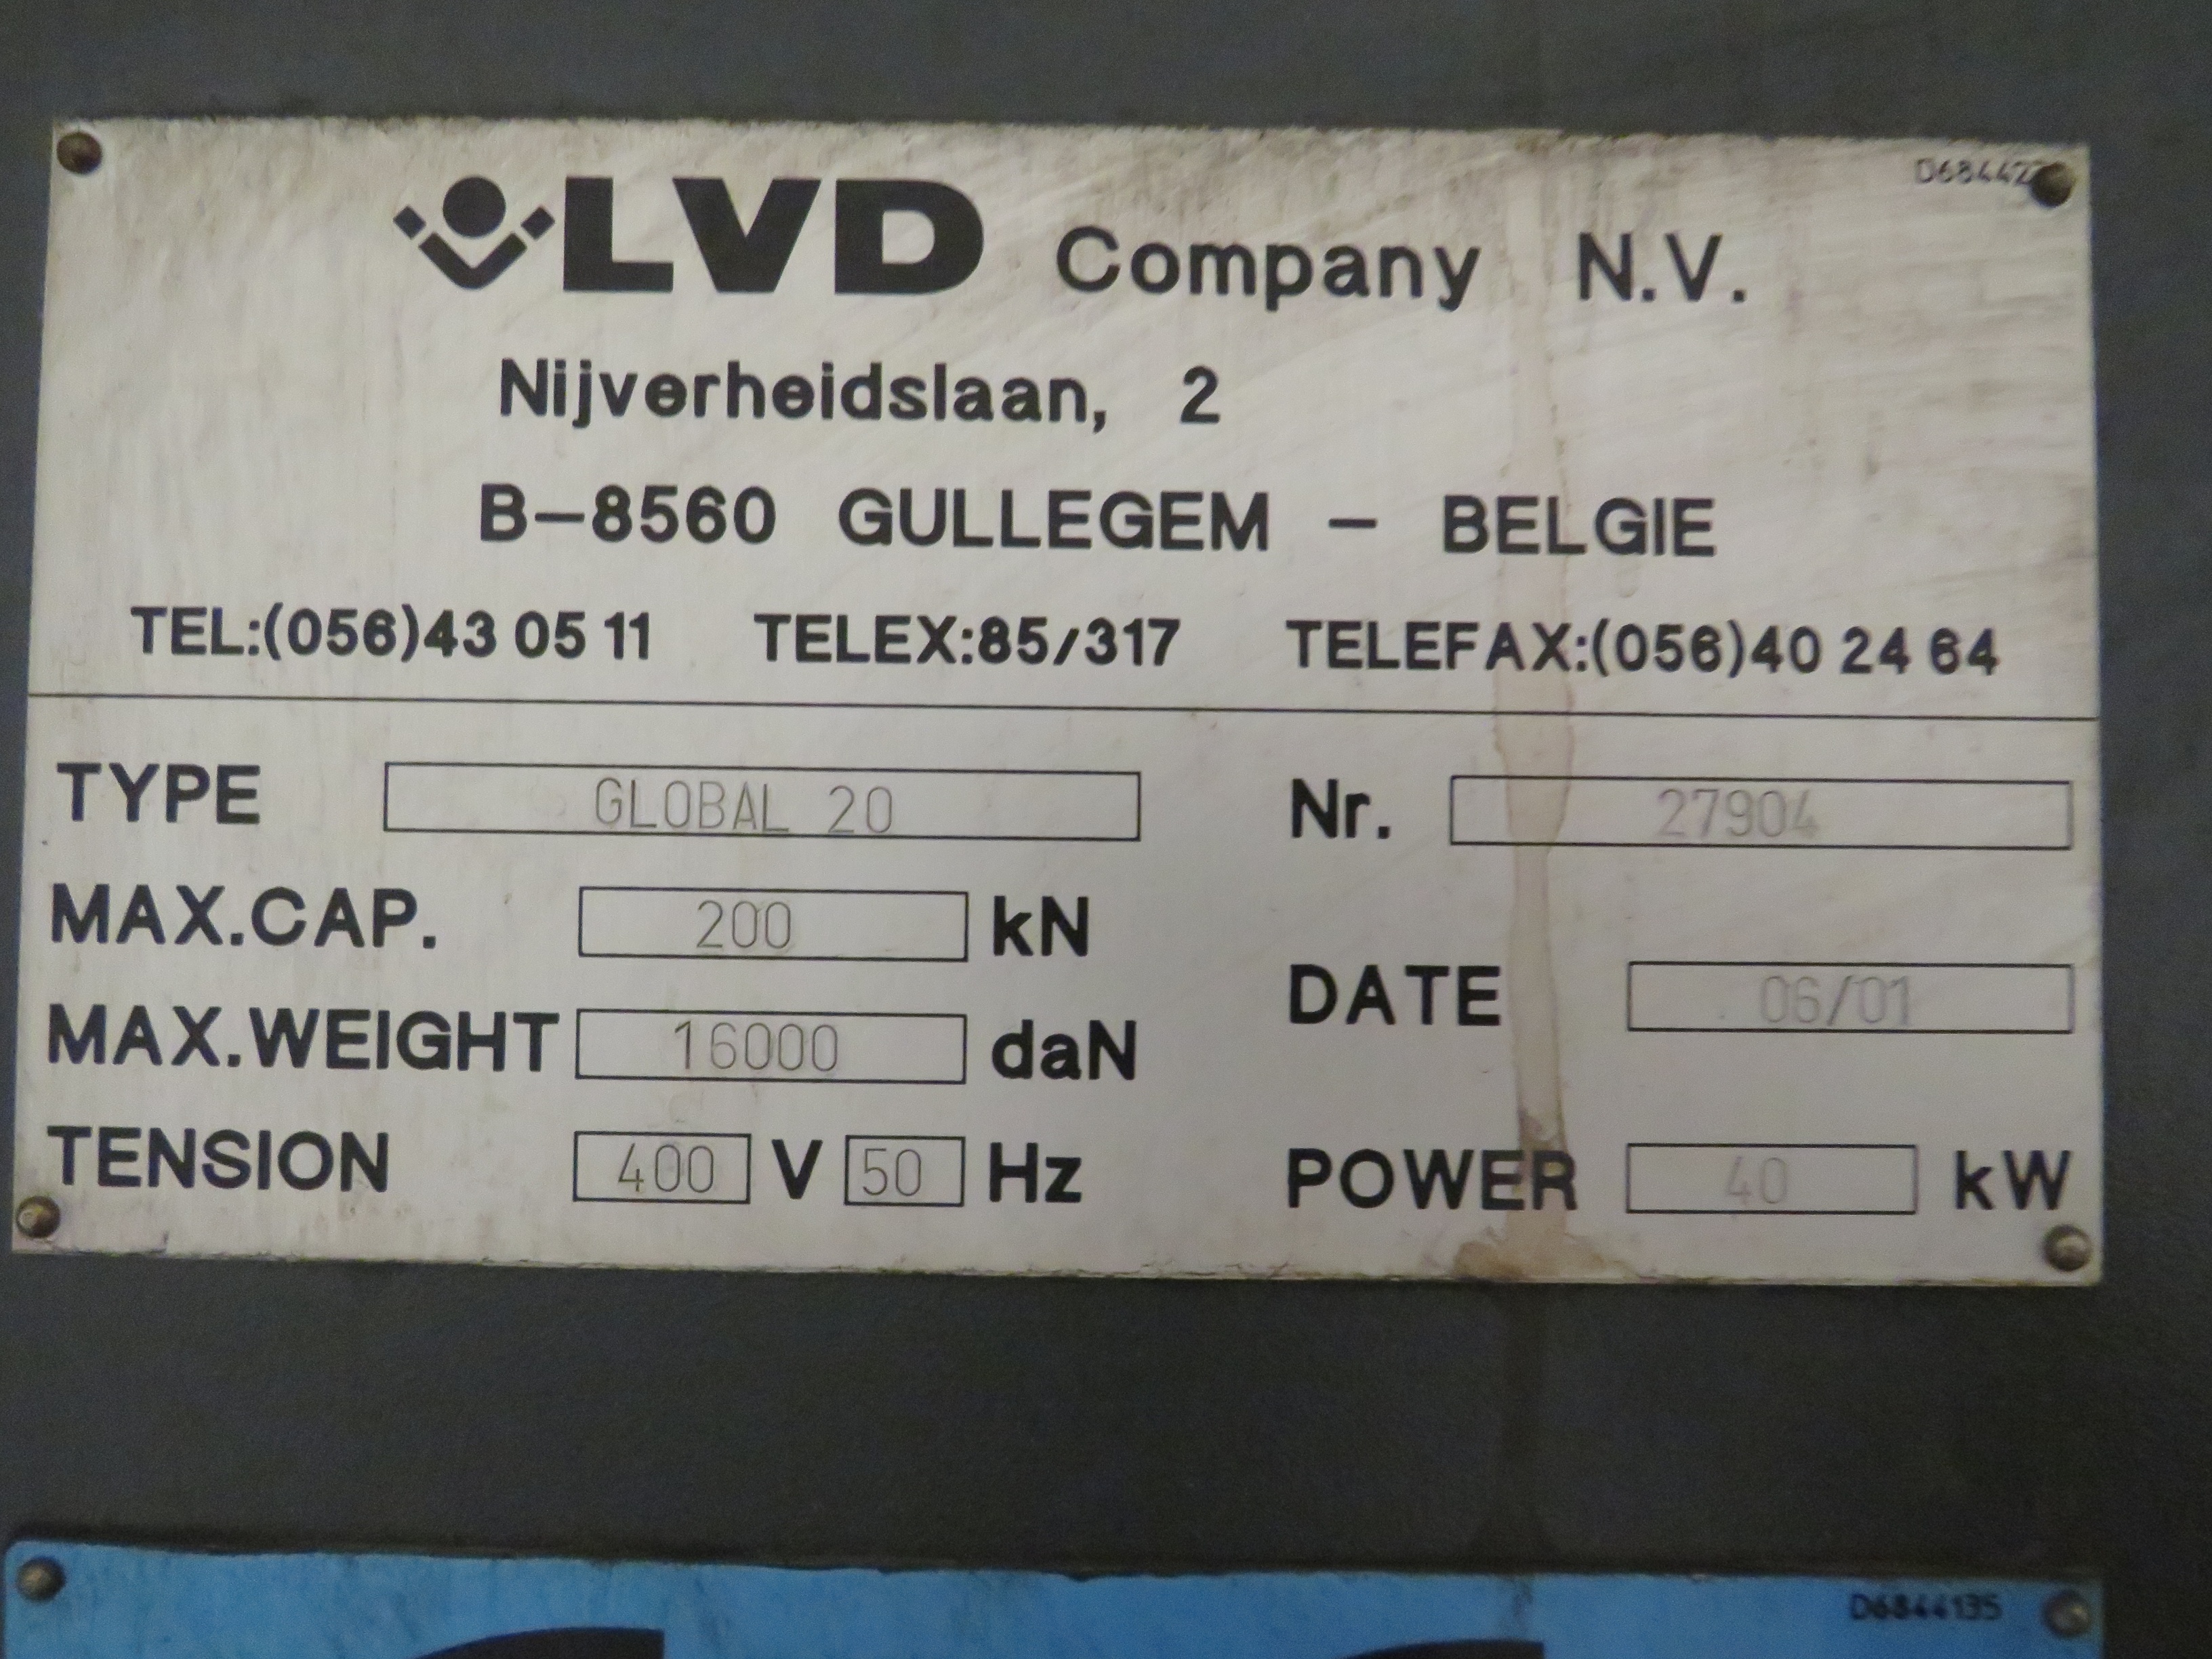 LVD Company N.V.
Nijverheidslaan, 2
B-8560 GULLEGEM - BELGIE
TEL:(056)43 05 11 TELEX:85/317 TELEFAX:(056)40 24 64
TYPE GLOBAL 20 Nr. 27904
MAX.CAP. 200 kN
DATE 06/01
MAX.WEIGHT 16000 daN
TENSION 400 V 50 Hz POWER 40 kW
D6844135